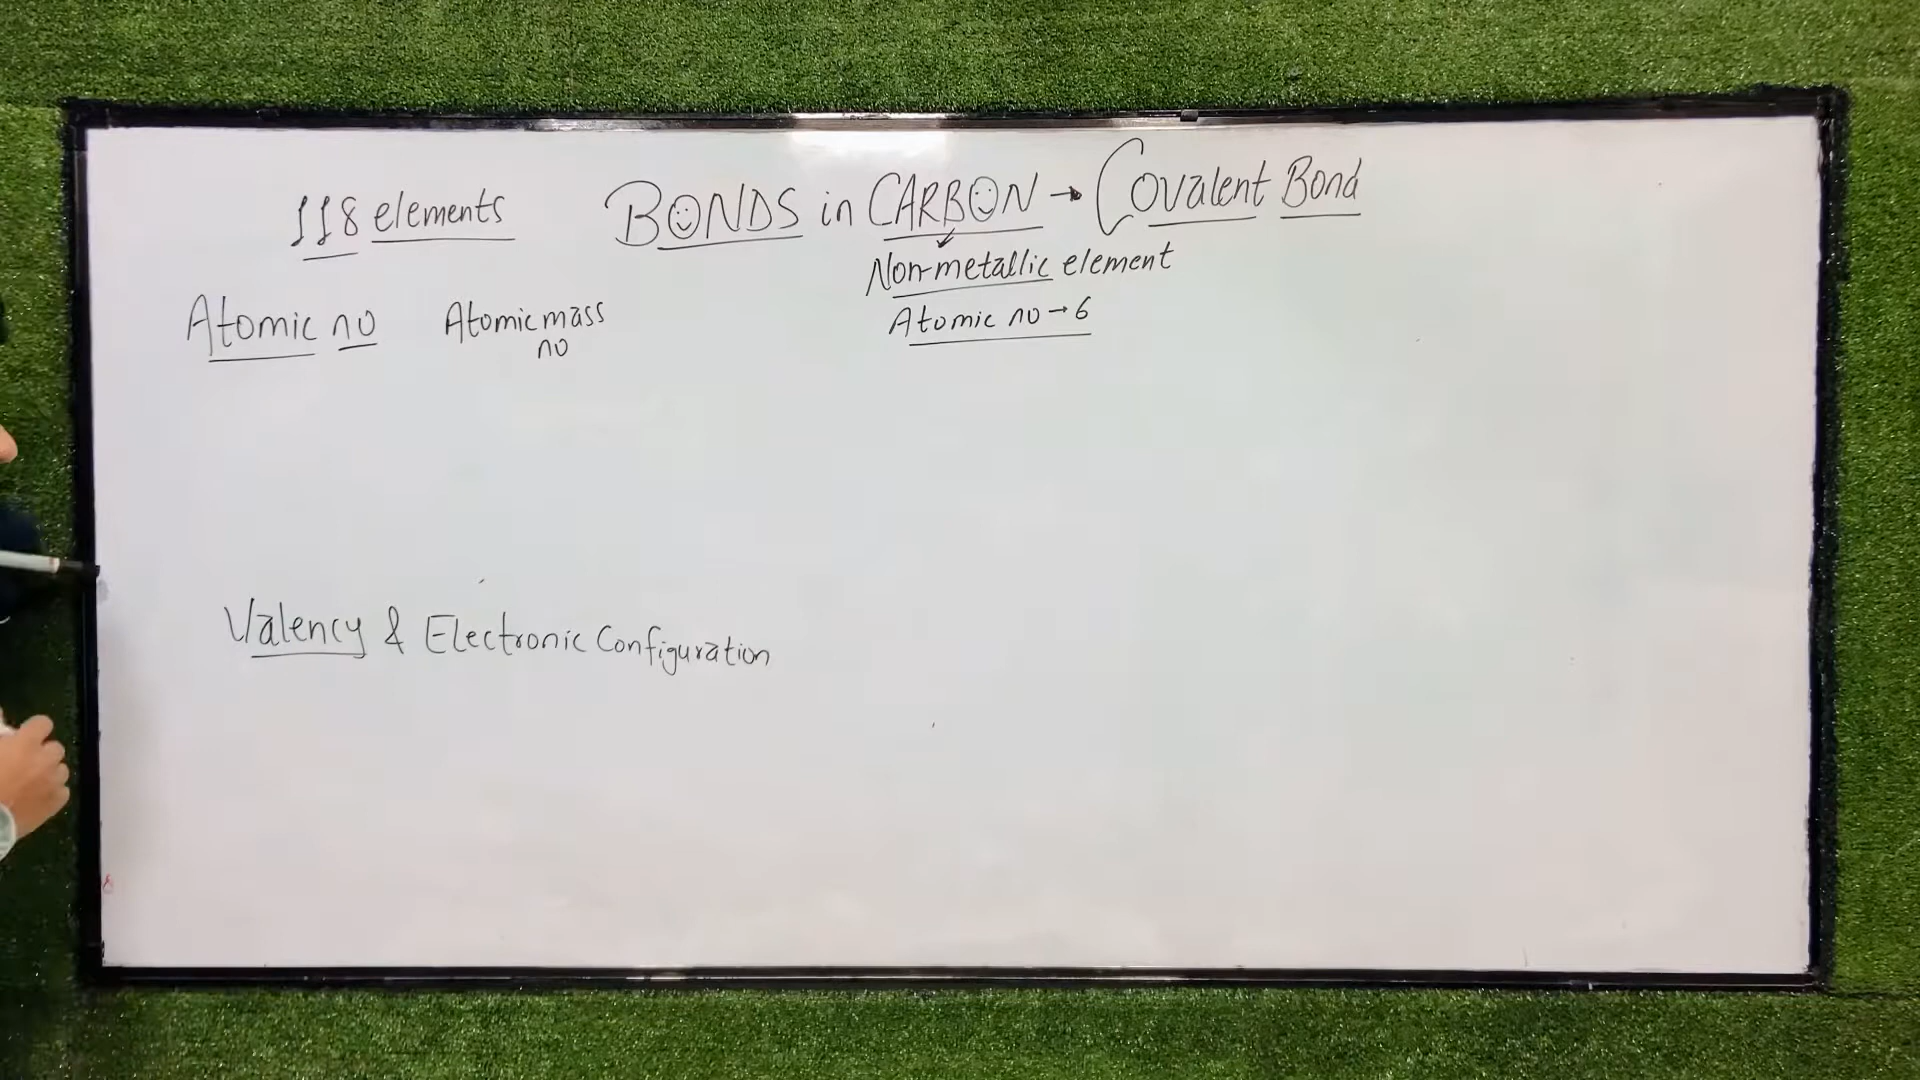 118 elements
BONDS in CARBON → Covalent Bond
Non-metallic element
Atomic no → 6
Atomic no
Atomic mass
no
Valency & Electronic Configuration
8